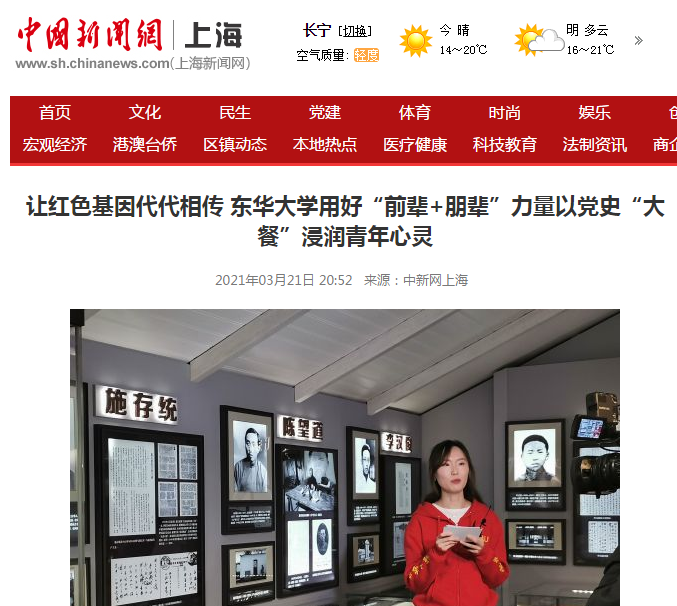 中國新聞網 上海
www.sh.chinanews.com(上海新闻网)
长宁 [切换]
空气质量: 轻度
今 晴
14～20℃
明 多云
16～21℃
»
首页 文化 民生 党建 体育 时尚 娱乐
宏观经济 港澳台侨 区镇动态 本地热点 医疗健康 科技教育 法制资讯 商企
让红色基因代代相传 东华大学用好“前辈+朋辈”力量以党史“大
餐”浸润青年心灵
2021年03月21日 20:52 来源：中新网上海
施存统
陈望道
李汉俊